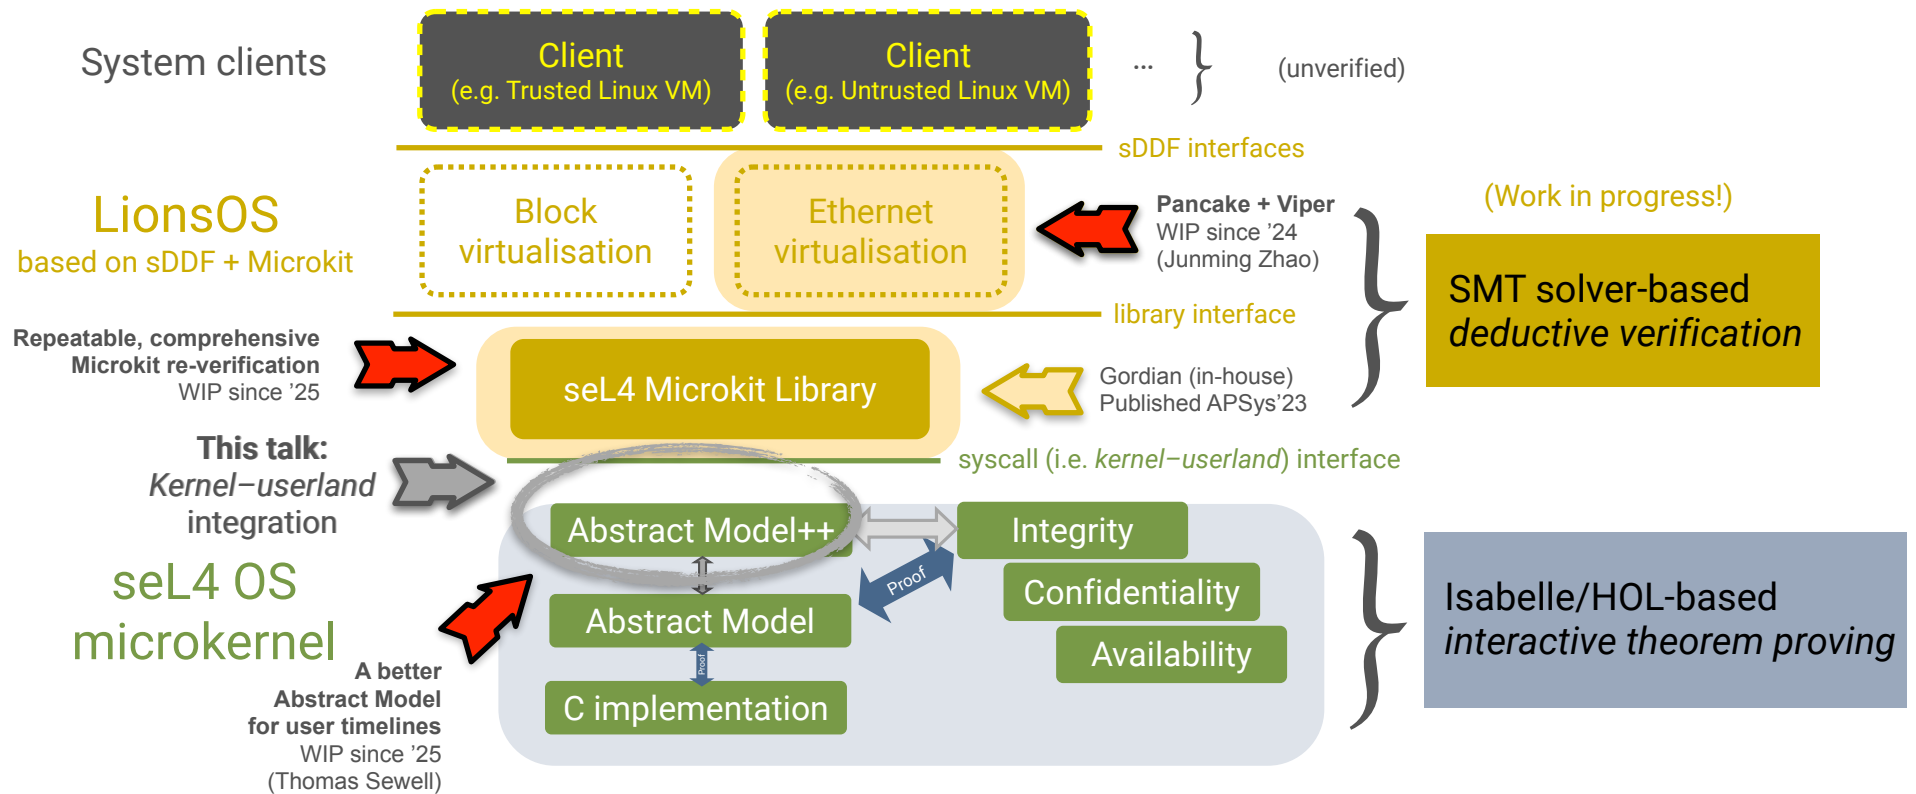 System clients
Client
(e.g. Trusted Linux VM)
Client
(e.g. Untrusted Linux VM)
...
(unverified)
sDDF interfaces
LionsOS
based on sDDF + Microkit
Block
virtualisation
Ethernet
virtualisation
Pancake + Viper
WIP since ’24
(Junming Zhao)
(Work in progress!)
SMT solver-based
deductive verification
library interface
Repeatable, comprehensive
Microkit re-verification
WIP since ’25
seL4 Microkit Library
Gordian (in-house)
Published APSys’23
This talk:
Kernel–userland
integration
syscall (i.e. kernel–userland) interface
seL4 OS
microkernel
Abstract Model++
Integrity
Proof
Confidentiality
Abstract Model
Availability
Proof
C implementation
A better
Abstract Model
for user timelines
WIP since ’25
(Thomas Sewell)
Isabelle/HOL-based
interactive theorem proving